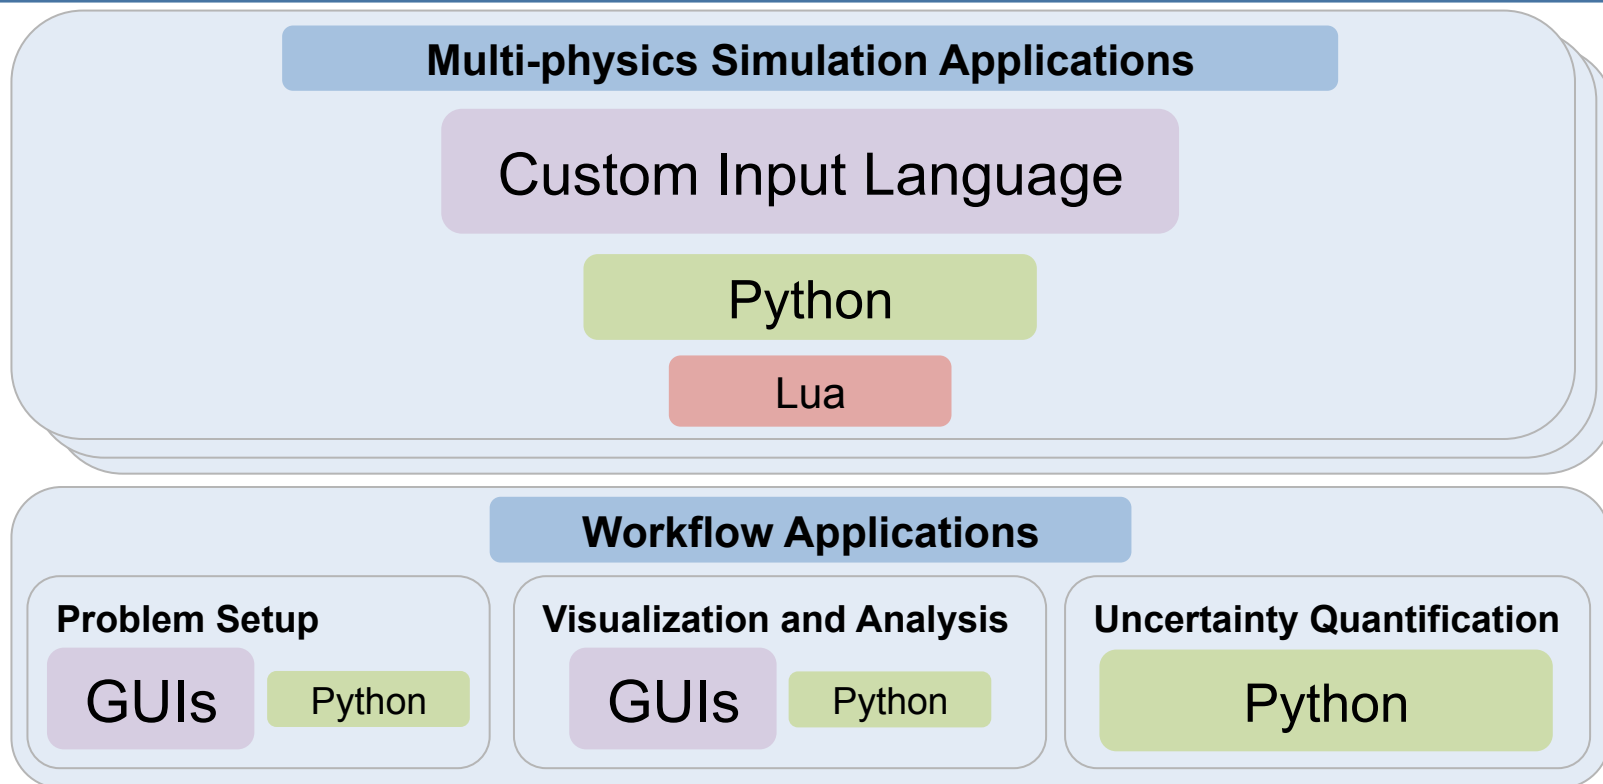 Multi-physics Simulation Applications
Custom Input Language
Python
Lua
Workflow Applications
Problem Setup
GUIs
Python
Visualization and Analysis
GUIs
Python
Uncertainty Quantification
Python